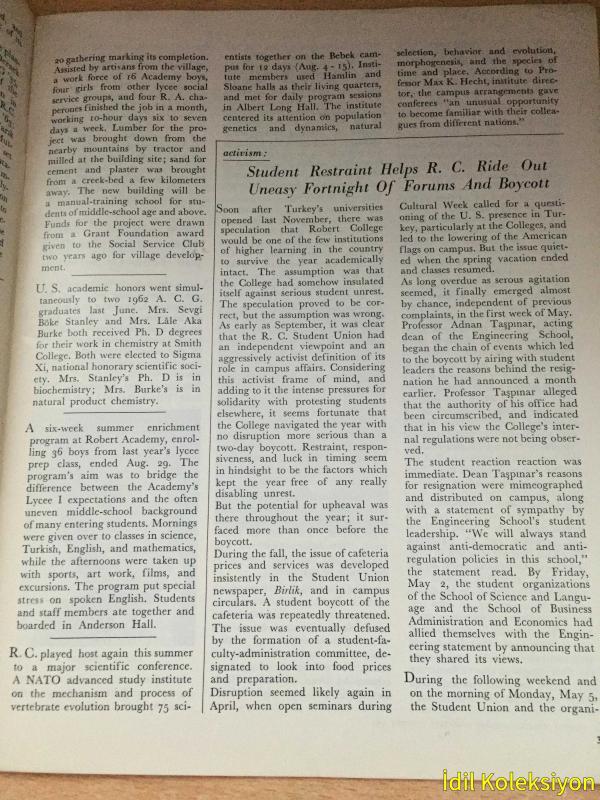 20 gathering marking its completion.
Assisted by artisans from the village,
a work force of 16 Academy boys,
four girls from other lycee social
service groups, and four R. A. cha-
perones finished the job in a month,
working 10-hour days six to seven
days a week. Lumber for the pro-
ject was brought down from the
nearby mountains by tractor and
milled at the building site; sand for
cement and plaster was brought
from a creek-bed a few kilometers
away. The new building will be
a manual-training school for stu-
dents of middle-school age and above.
Funds for the project were drawn
from a Grant Foundation award
given to the Social Service Club
two years ago for village develop-
ment.
U. S. academic honors went simul-
taneously to two 1962 A. C. G.
graduates last June. Mrs. Sevgi
Böke Stanley and Mrs. Lâle Aka
Burke both received Ph. D degrees
for their work in chemistry at Smith
College. Both were elected to Sigma
Xi, national honorary scientific soci-
ety. Mrs. Stanley's Ph. D is in
biochemistry; Mrs. Burke's is in
natural product chemistry.
A six-week summer enrichment
program at Robert Academy, enrol-
ling 36 boys from last year's lycee
prep class, ended Aug. 29. The
program's aim was to bridge the
difference between the Academy's
Lycee I expectations and the often
uneven middle-school background
of many entering students. Mornings
were given over to classes in science,
Turkish, English, and mathematics,
while the afternoons were taken up
with sports, art work, films, and
excursions. The program put special
stress on spoken English. Students
and staff members ate together and
boarded in Anderson Hall.
R. C. played host again this summer
to a major scientific conference.
A NATO advanced study institute
on the mechanism and process of
vertebrate evolution brought 75 sci-
entists together on the Bebek cam-
pus for 12 days (Aug. 4 - 15). Insti-
tute members used Hamlin and
Sloane halls as their living quarters,
and met for daily program sessions
in Albert Long Hall. The institute
centered its attention on population
genetics and dynamics, natural
selection, behavior and evolution,
morphogenesis, and the species of
time and place. According to Pro-
fessor Max K. Hecht, institute direc-
tor, the campus arrangements gave
conferees "an unusual opportunity
to become familiar with their collea-
gues from different nations."
activism:
Student Restraint Helps R. C. Ride Out
Uneasy Fortnight Of Forums And Boycott
Soon after Turkey's universities
opened last November, there was
speculation that Robert College
would be one of the few institutions
of higher learning in the country
to survive the year academically
intact. The assumption was that
the College had somehow insulated
itself against serious student unrest.
The speculation proved to be cor-
rect, but the assumption was wrong.
As early as September, it was clear
that the R. C. Student Union had
an independent viewpoint and an
aggressively activist definition of its
role in campus affairs. Considering
this activist frame of mind, and
adding to it the intense pressures for
solidarity with protesting students
elsewhere, it seems fortunate that
the College navigated the year with
no disruption more serious than a
two-day boycott. Restraint, respon-
siveness, and luck in timing seem
in hindsight to be the factors which
kept the year free of any really
disabling unrest.
But the potential for upheaval was
there throughout the year; it sur-
faced more than once before the
boycott.
During the fall, the issue of cafeteria
prices and services was developed
insistently in the Student Union
newspaper, Birlik, and in campus
circulars. A student boycott of the
cafeteria was repeatedly threatened.
The issue was eventually defused
by the formation of a student-fa-
culty-administration committee, de-
signated to look into food prices
and preparation.
Disruption seemed likely again in
April, when open seminars during
Cultural Week called for a questi-
oning of the U. S. presence in Tur-
key, particularly at the Colleges, and
led to the lowering of the American
flags on campus. But the issue quiet-
ed when the spring vacation ended
and classes resumed.
As long overdue as serious agitation
seemed, it finally emerged almost
by chance, independent of previous
complaints, in the first week of May.
Professor Adnan Taşpınar, acting
dean of the Engineering School,
began the chain of events which led
to the boycott by airing with student
leaders the reasons behind the resig-
nation he had announced a month
earlier. Professor Taşpınar alleged
that the authority of his office had
been circumscribed, and indicated
that in his view the College's inter-
nal regulations were not being obser-
ved.
The student reaction reaction was
immediate. Dean Taşpınar's reasons
for resignation were mimeographed
and distributed on campus, along
with a statement of sympathy by
the Engineering School's student
leadership. "We will always stand
against anti-democratic and anti-
regulation policies in this school,"
the statement read. By Friday,
May 2, the student organizations
of the School of Science and Langu-
age and the School of Business
Adminisiration and Economics had
allied themselves with the Engin-
eering statement by announcing that
they shared its views.
During the following weekend and
on the morning of Monday, May 5,
the Student Union and the organi-
İdil Koleksiyon